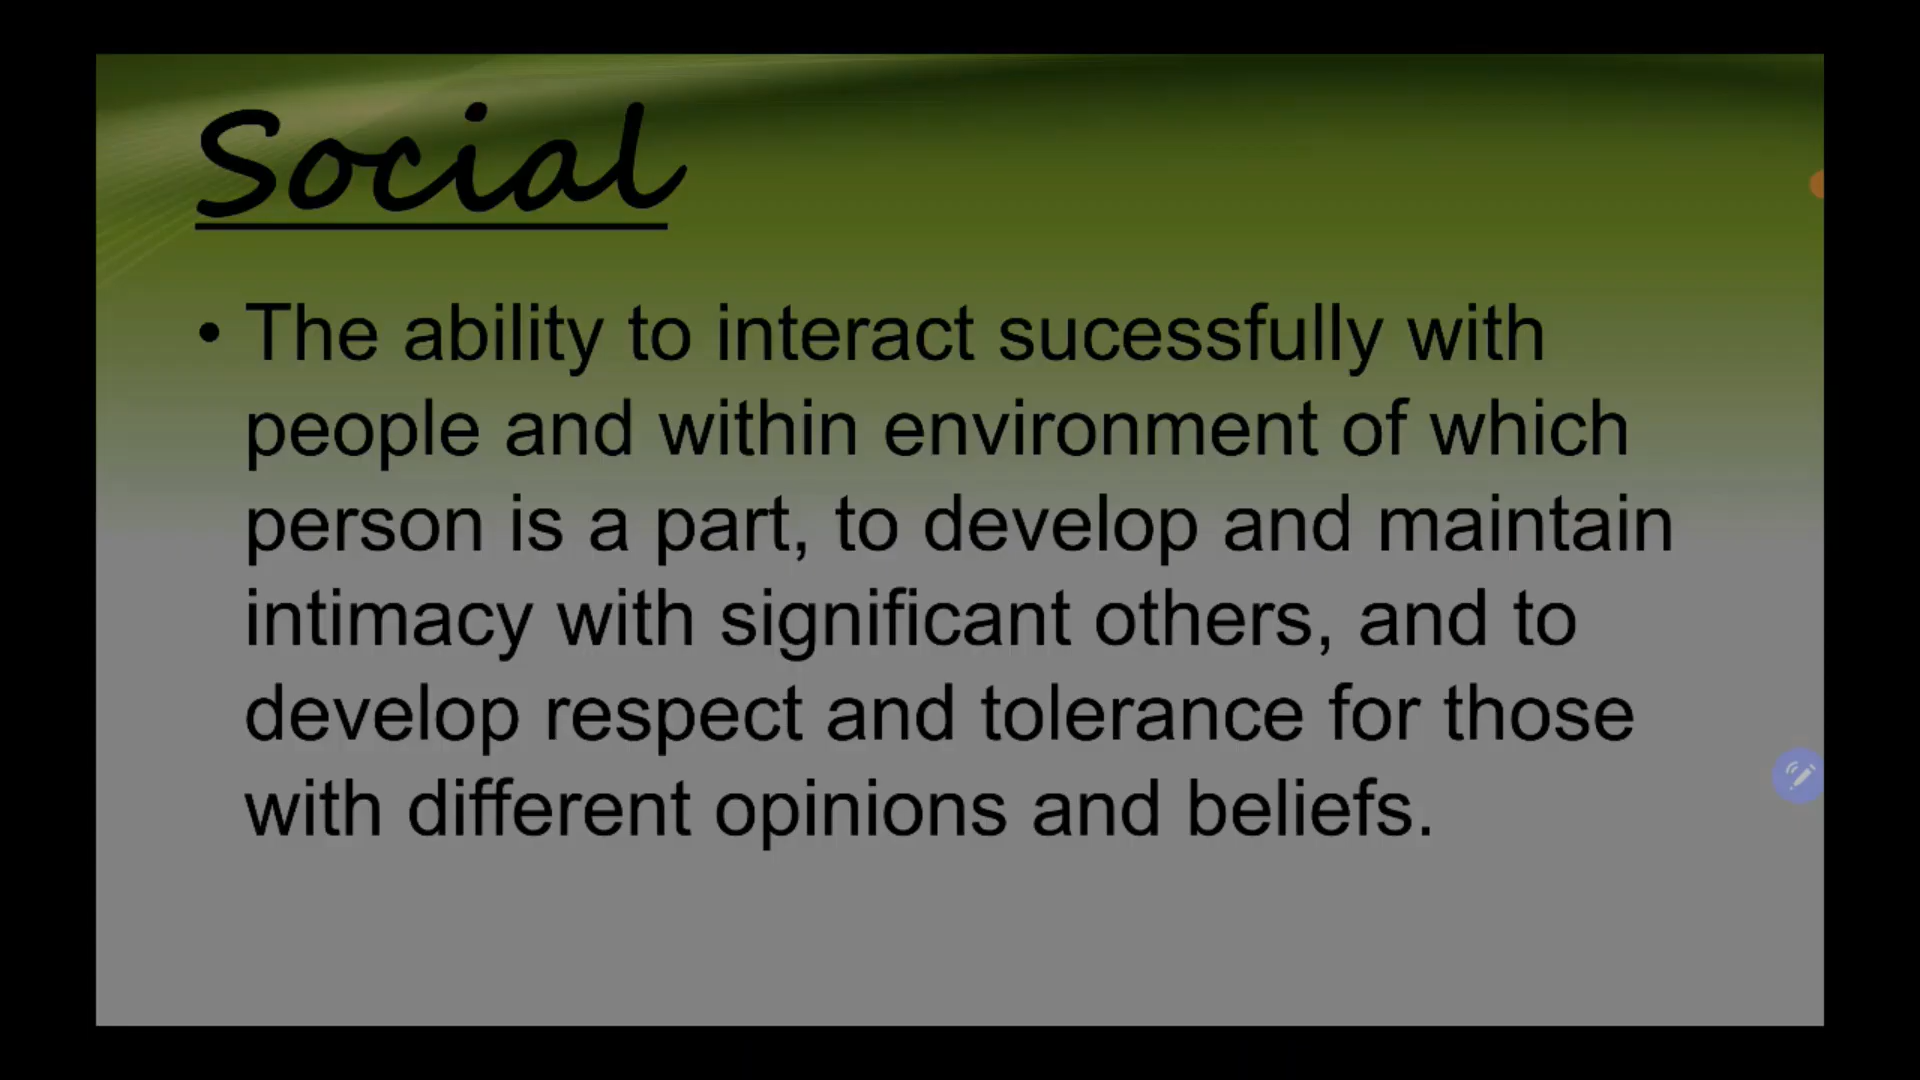 Social
• The ability to interact sucessfully with
people and within environment of which
person is a part, to develop and maintain
intimacy with significant others, and to
develop respect and tolerance for those
with different opinions and beliefs.